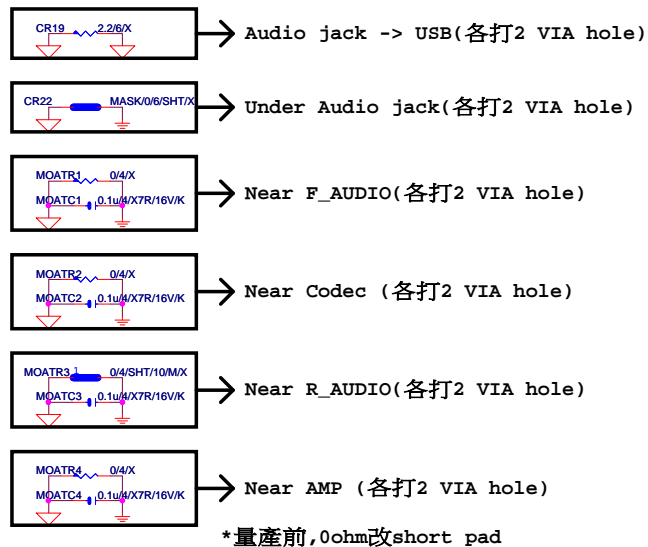 CR19 2.2/6/X
Audio jack -> USB(各打2 VIA hole)
CR22 MASK/0/6/SHT/X
Under Audio jack(各打2 VIA hole)
MOATR1 0/4/X
MOATC1 0.1u/4/X7R/16V/K
Near F_AUDIO(各打2 VIA hole)
MOATR2 0/4/X
MOATC2 0.1u/4/X7R/16V/K
Near Codec (各打2 VIA hole)
MOATR3 1 0/4/SHT/10/M/X
MOATC3 0.1u/4/X7R/16V/K
Near R_AUDIO(各打2 VIA hole)
MOATR4 0/4/X
MOATC4 0.1u/4/X7R/16V/K
Near AMP (各打2 VIA hole)
*量產前,0ohm改short pad